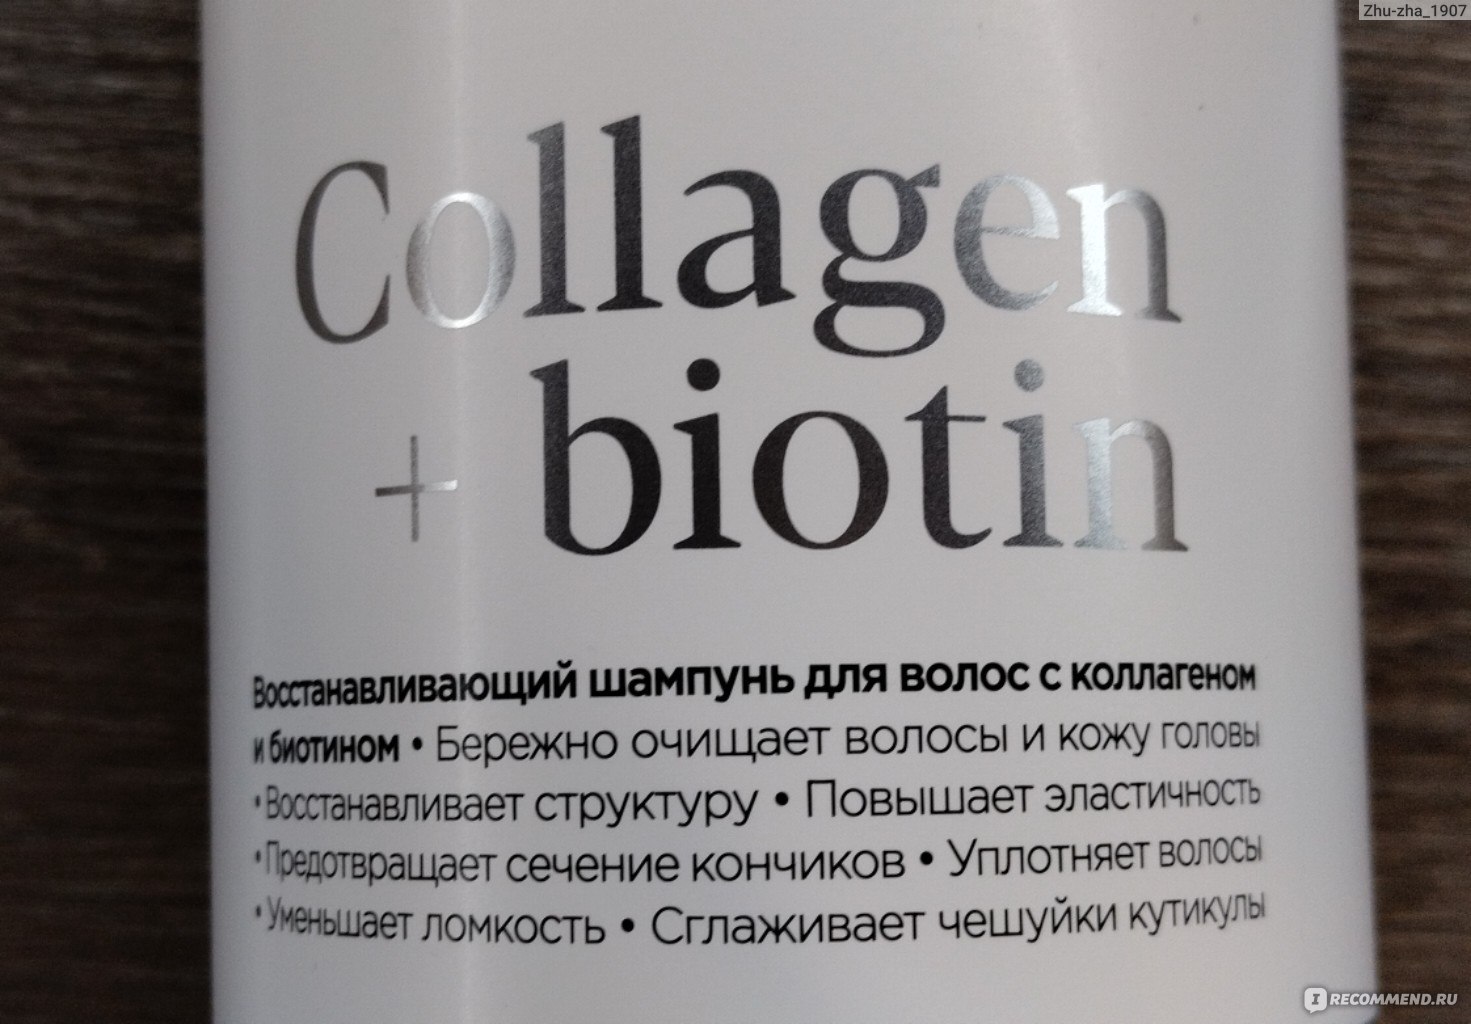 Zhu-zha_1907
Collagen
+ biotin
Восстанавливающий шампунь для волос с коллагеном
и биотином • Бережно очищает волосы и кожу головы
• Восстанавливает структуру • Повышает эластичность
• Предотвращает сечение кончиков • Уплотняет волосы
• Уменьшает ломкость • Сглаживает чешуйки кутикулы
IRECOMMEND.RU